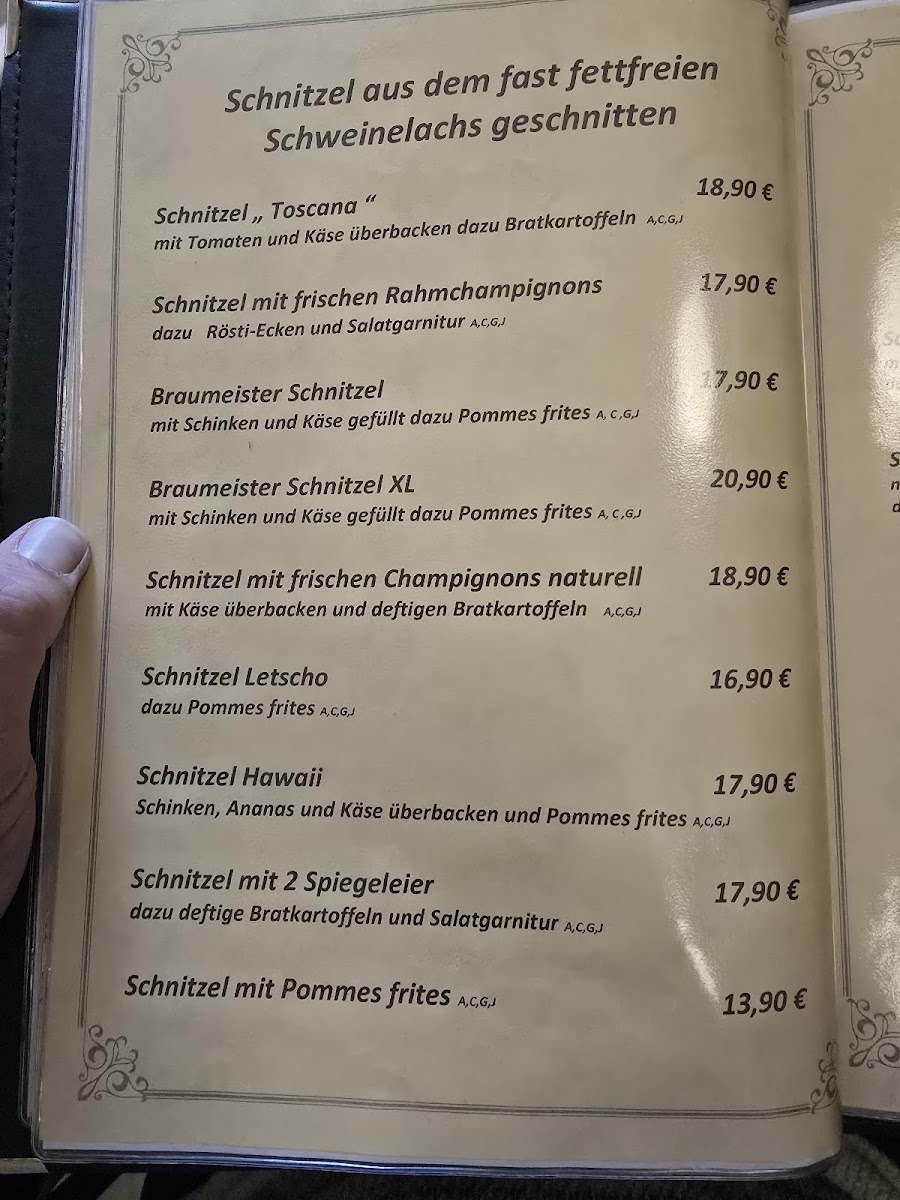 Schnitzel aus dem fast fettfreien
Schweinelachs geschnitten
Schnitzel „ Toscana “ 18,90 €
mit Tomaten und Käse überbacken dazu Bratkartoffeln A,C,G,J
Schnitzel mit frischen Rahmchampignons 17,90 €
dazu Rösti-Ecken und Salatgarnitur A,C,G,J
Braumeister Schnitzel 17,90 €
mit Schinken und Käse gefüllt dazu Pommes frites A, C ,G,J
Braumeister Schnitzel XL 20,90 €
mit Schinken und Käse gefüllt dazu Pommes frites A, C ,G,J
Schnitzel mit frischen Champignons naturell 18,90 €
mit Käse überbacken und deftigen Bratkartoffeln A,C,G,J
Schnitzel Letscho 16,90 €
dazu Pommes frites A,C,G,J
Schnitzel Hawaii 17,90 €
Schinken, Ananas und Käse überbacken und Pommes frites A,C,G,J
Schnitzel mit 2 Spiegeleier 17,90 €
dazu deftige Bratkartoffeln und Salatgarnitur A,C,G,J
Schnitzel mit Pommes frites A,C,G,J 13,90 €